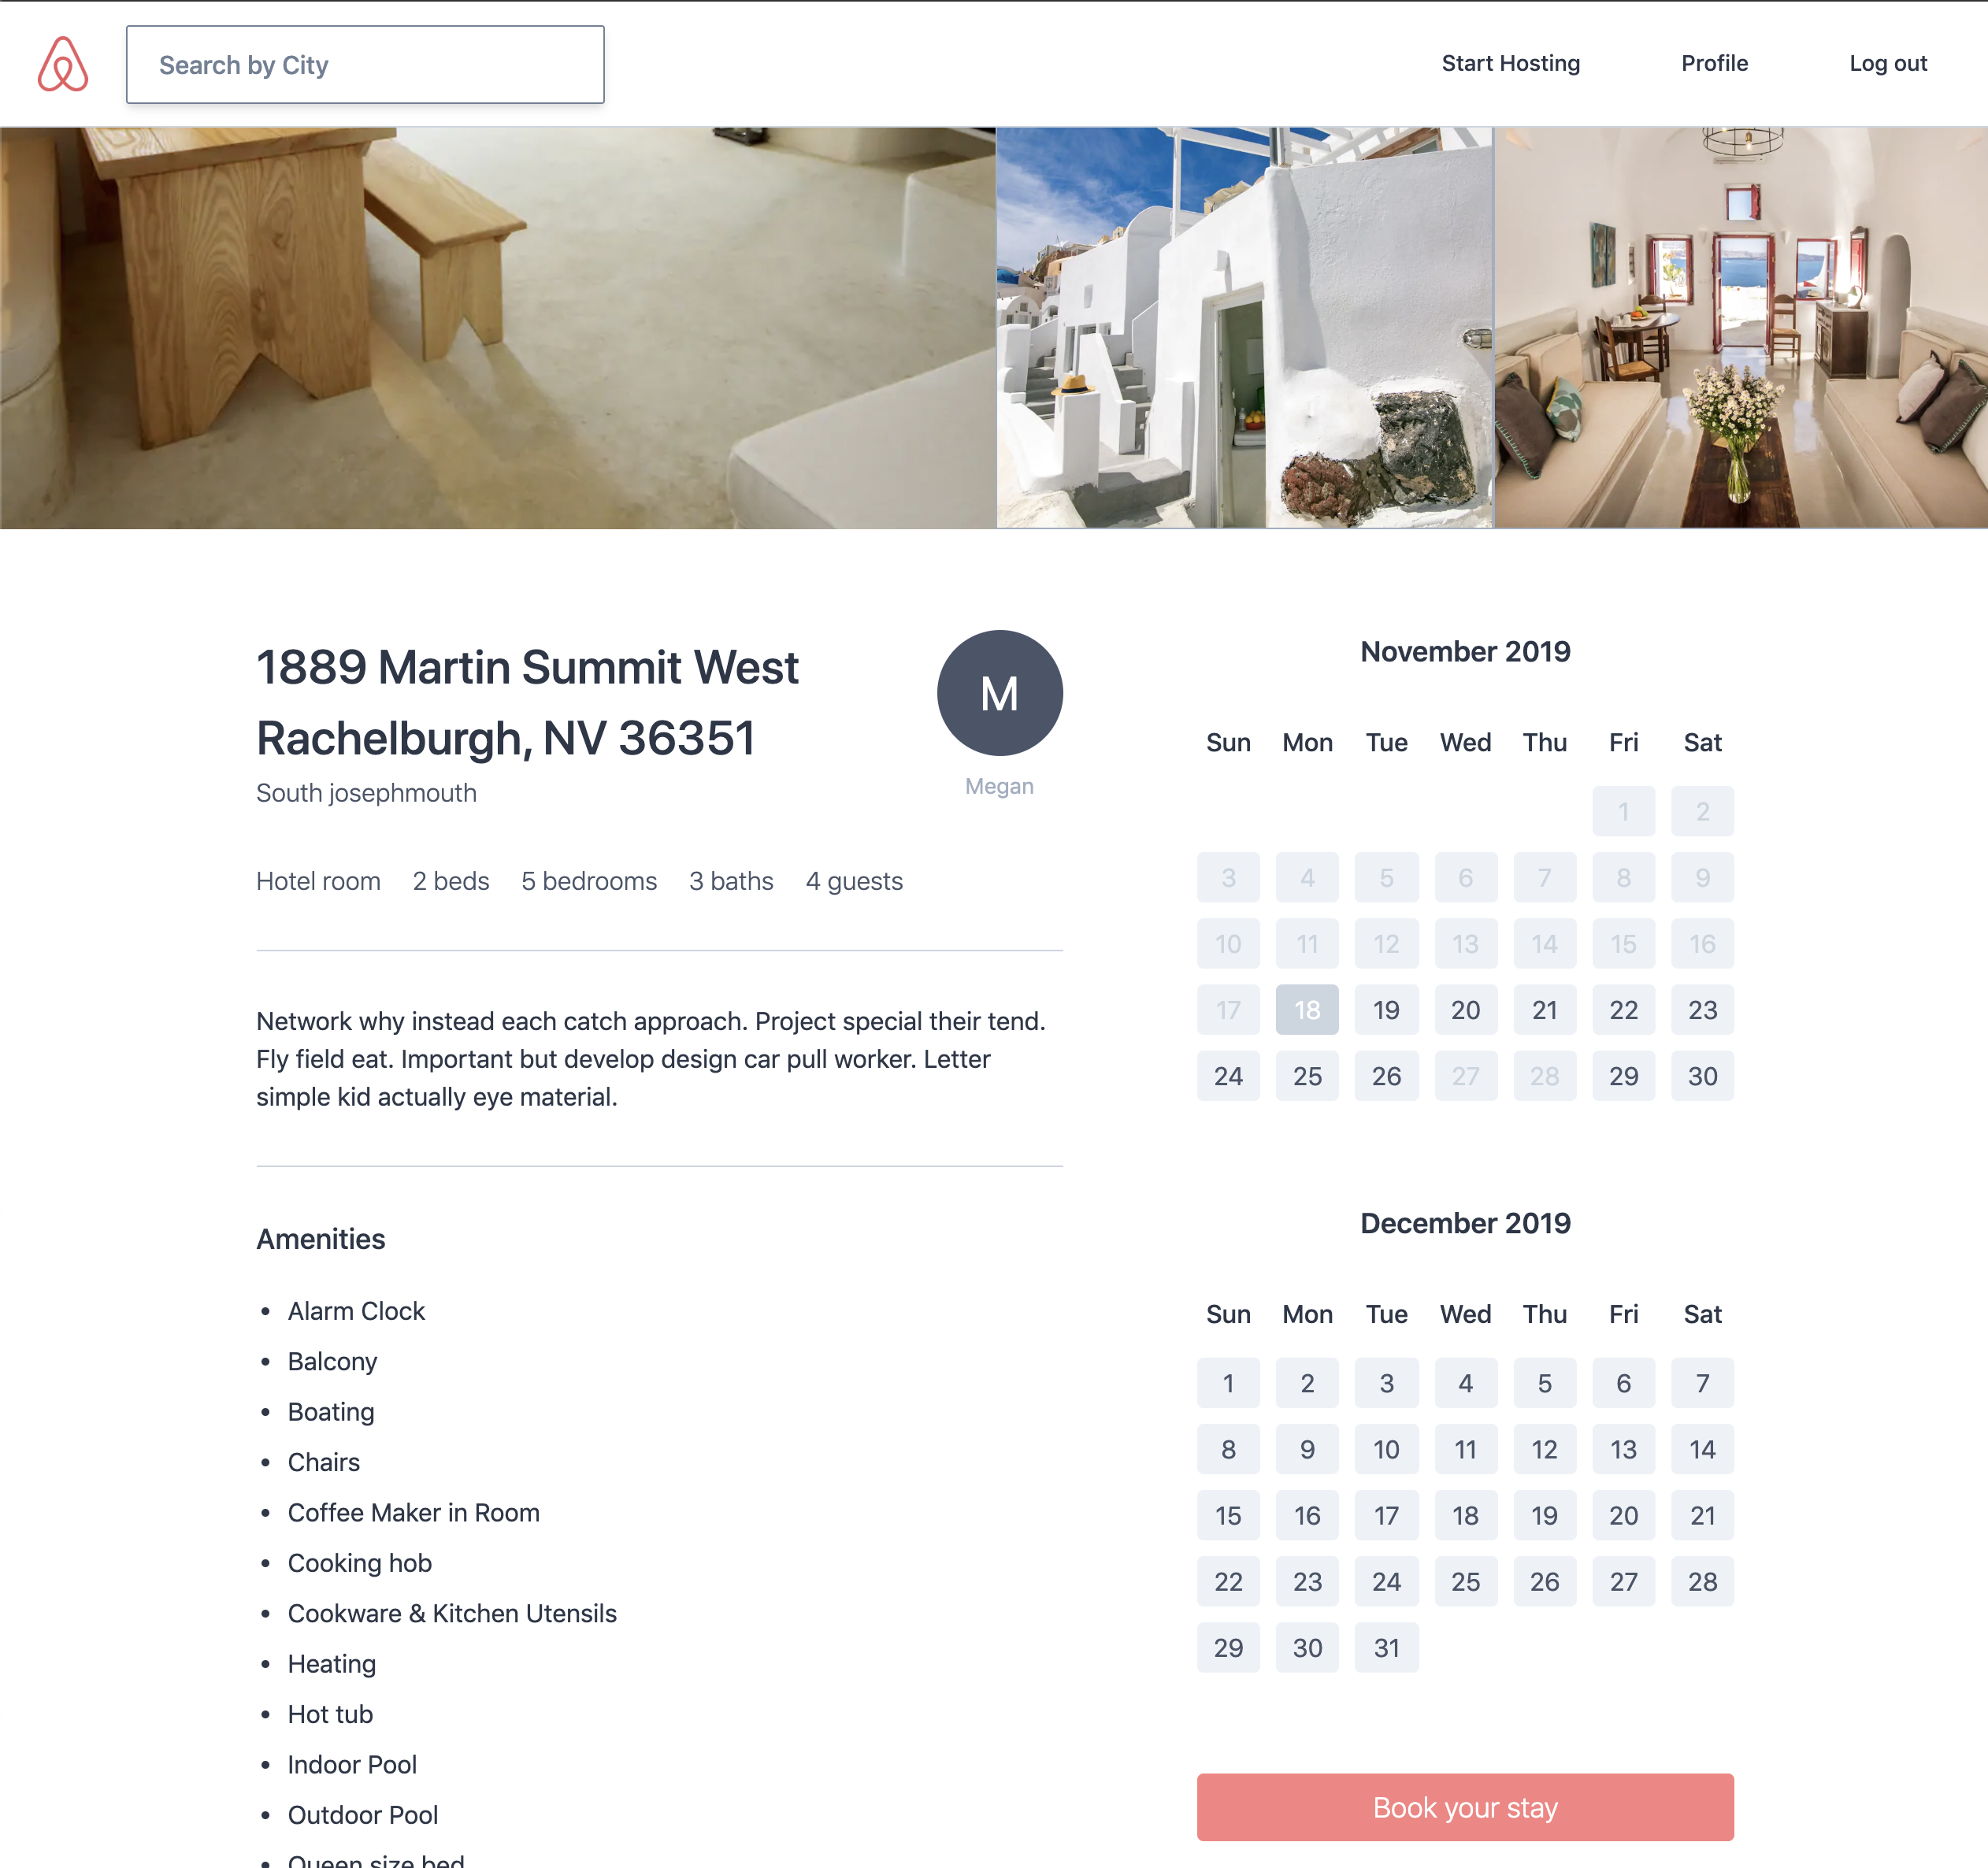 Search by City
Start Hosting Profile Log out
1889 Martin Summit West
Rachelburgh, NV 36351
South josephmouth
M
Megan
Hotel room 2 beds 5 bedrooms 3 baths 4 guests
Network why instead each catch approach. Project special their tend.
Fly field eat. Important but develop design car pull worker. Letter
simple kid actually eye material.
Amenities
• Alarm Clock
• Balcony
• Boating
• Chairs
• Coffee Maker in Room
• Cooking hob
• Cookware & Kitchen Utensils
• Heating
• Hot tub
• Indoor Pool
• Outdoor Pool
• Queen size bed
November 2019
Sun Mon Tue Wed Thu Fri Sat
1 2
3 4 5 6 7 8 9
10 11 12 13 14 15 16
17 18 19 20 21 22 23
24 25 26 27 28 29 30
December 2019
Sun Mon Tue Wed Thu Fri Sat
1 2 3 4 5 6 7
8 9 10 11 12 13 14
15 16 17 18 19 20 21
22 23 24 25 26 27 28
29 30 31
Book your stay